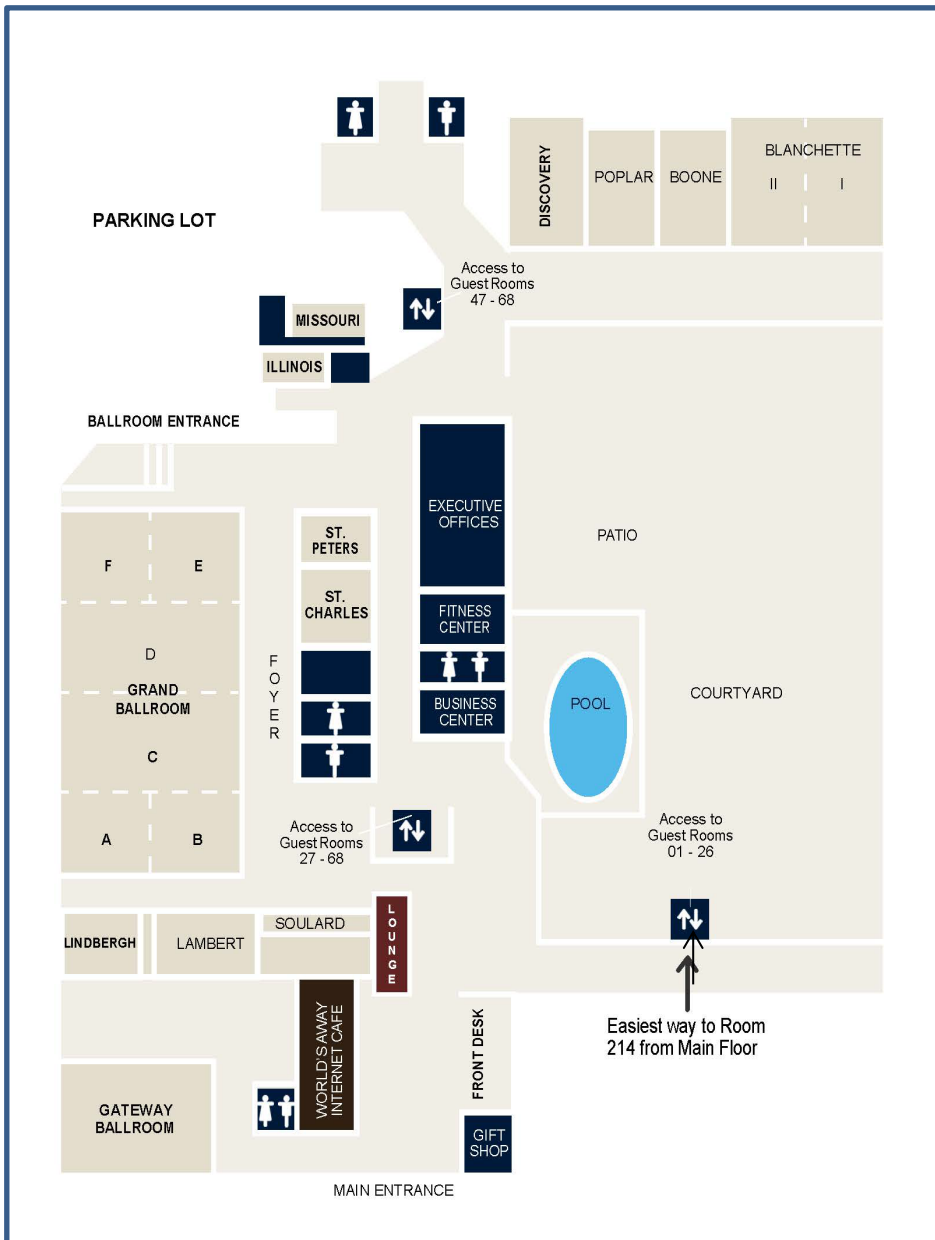 DISCOVERY
POPLAR
BOONE
BLANCHETTE
II
I
PARKING LOT
Access to
Guest Rooms
47 - 68
MISSOURI
ILLINOIS
BALLROOM ENTRANCE
EXECUTIVE
OFFICES
ST.
PETERS
PATIO
F
E
ST.
CHARLES
FITNESS
CENTER
D
GRAND
BALLROOM
FOYER
BUSINESS
CENTER
POOL
COURTYARD
C
A
B
Access to
Guest Rooms
27 - 68
Access to
Guest Rooms
01 - 26
LINDBERGH
LAMBERT
SOULARD
LOUNGE
WORLD'S AWAY
INTERNET CAFE
FRONT DESK
Easiest way to Room
214 from Main Floor
GATEWAY
BALLROOM
GIFT
SHOP
MAIN ENTRANCE